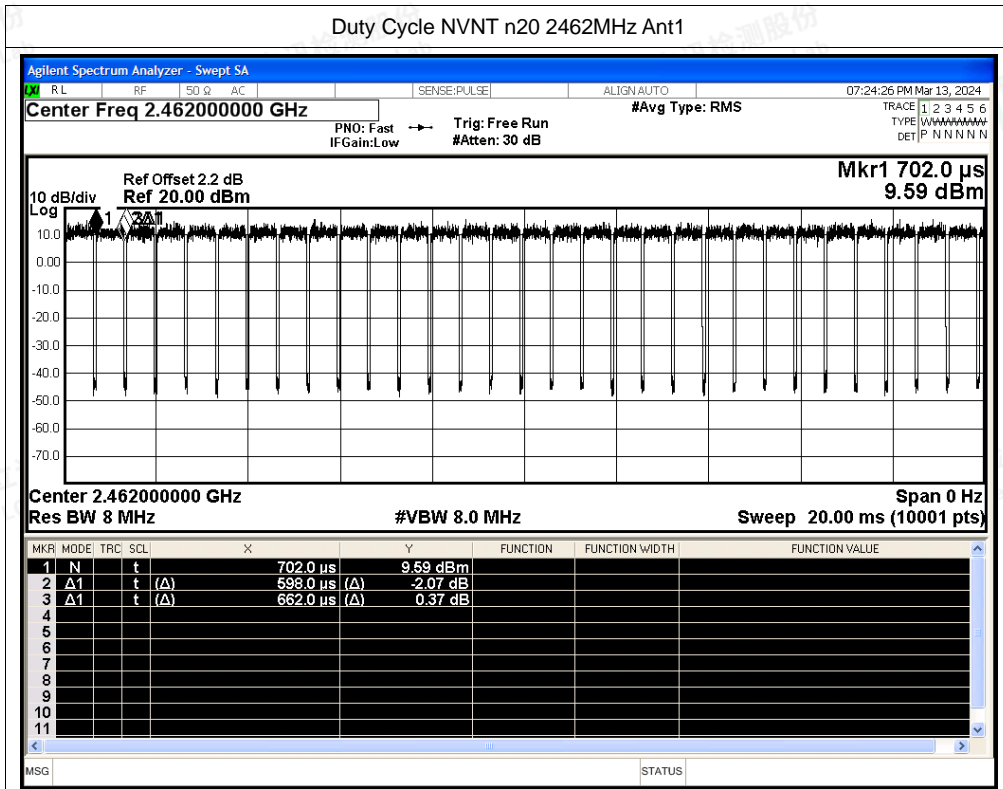 Duty Cycle NVNT n20 2462MHz Ant1
Agilent Spectrum Analyzer - Swept SA
LXI RL RF 50 Ω AC SENSE:PULSE ALIGN AUTO 07:24:26 PM Mar 13, 2024
Center Freq 2.462000000 GHz #Avg Type: RMS TRACE 1 2 3 4 5 6
PNO: Fast Trig: Free Run TYPE WWWWWWWW
IFGain:Low #Atten: 30 dB DET P N N N N N
Mkr1 702.0 µs
Ref Offset 2.2 dB
10 dB/div Ref 20.00 dBm 9.59 dBm
Log
1 3Δ1
10.0
0.00
-10.0
-20.0
-30.0
-40.0
-50.0
-60.0
-70.0
Center 2.462000000 GHz Span 0 Hz
Res BW 8 MHz #VBW 8.0 MHz Sweep 20.00 ms (10001 pts)
MKR MODE TRC SCL X Y FUNCTION FUNCTION WIDTH FUNCTION VALUE
1 N t 702.0 µs 9.59 dBm
2 Δ1 t (Δ) 598.0 µs (Δ) -2.07 dB
3 Δ1 t (Δ) 662.0 µs (Δ) 0.37 dB
4
5
6
7
8
9
10
11
MSG STATUS